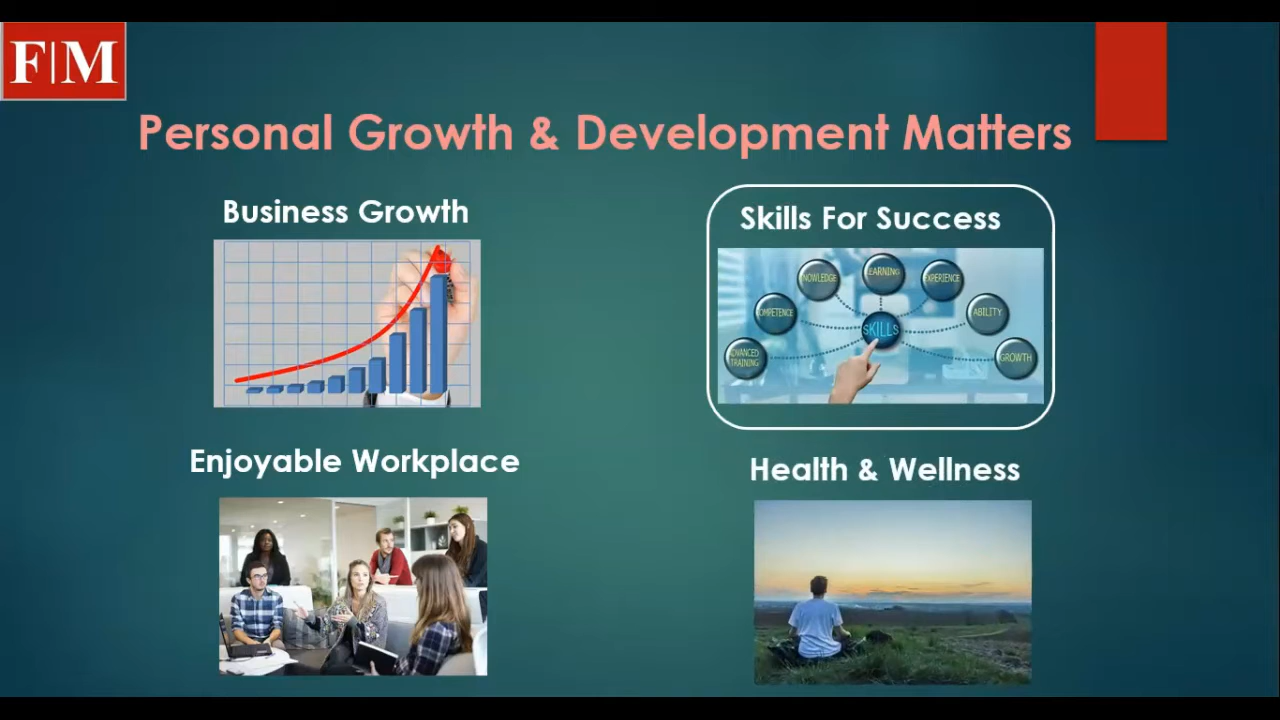 F|M
Personal Growth & Development Matters
Business Growth
Skills For Success
KNOWLEDGE
LEARNING
EXPERIENCE
COMPETENCE
SKILLS
ABILITY
ADVANCED
TRAINING
GROWTH
Enjoyable Workplace
Health & Wellness